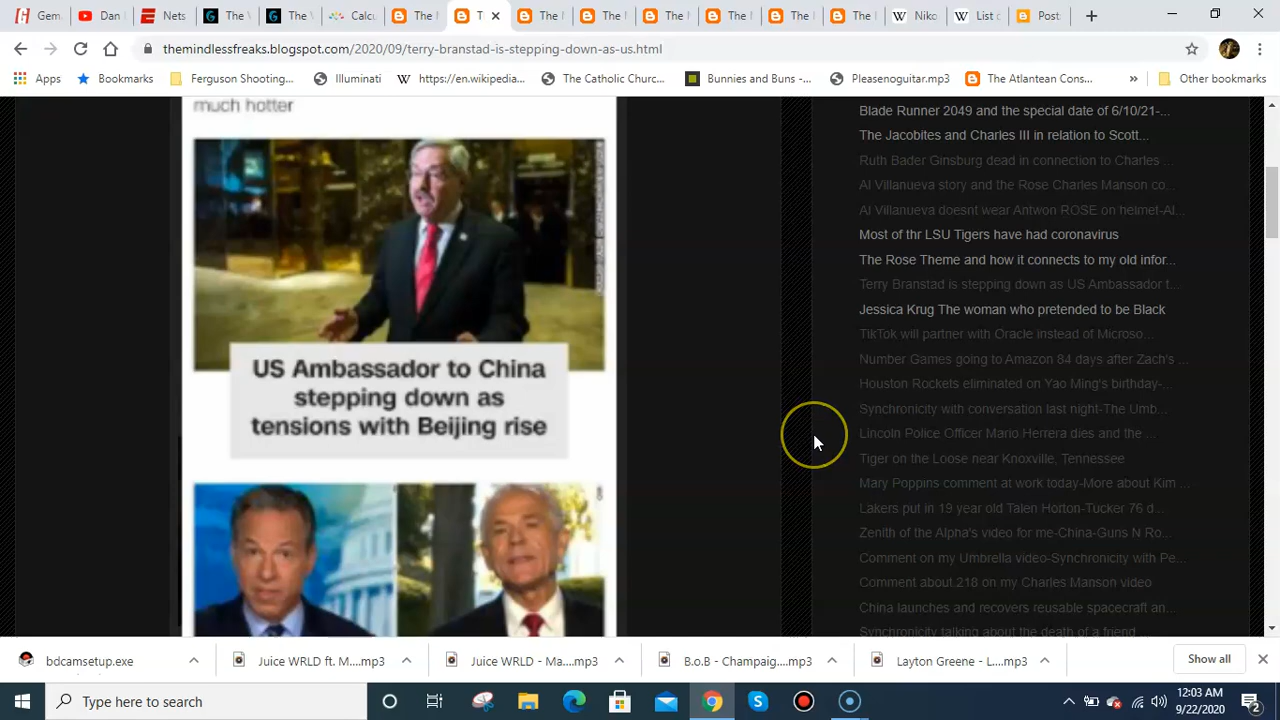 Gem
Dan
Nets
The V
The V
Calcu
The I
T
The I
The I
The I
The I
The I
The I
Niko
List c
Post
themindlessfreaks.blogspot.com/2020/09/terry-branstad-is-stepping-down-as-us.html
Apps
Bookmarks
Ferguson Shooting...
Illuminati
https://en.wikipedia...
The Catholic Churc...
Bunnies and Buns -...
Pleasenoguitar.mp3
The Atlantean Cons...
Other bookmarks
much hotter
US Ambassador to China
stepping down as
tensions with Beijing rise
Blade Runner 2049 and the special date of 6/10/21-...
The Jacobites and Charles III in relation to Scott...
Ruth Bader Ginsburg dead in connection to Charles ...
Al Villanueva story and the Rose Charles Manson co...
Al Villanueva doesnt wear Antwon ROSE on helmet-Al...
Most of thr LSU Tigers have had coronavirus
The Rose Theme and how it connects to my old infor...
Terry Branstad is stepping down as US Ambassador t...
Jessica Krug The woman who pretended to be Black
TikTok will partner with Oracle instead of Microso...
Number Games going to Amazon 84 days after Zach's ...
Houston Rockels eliminated on Yao Ming's birthday-...
Synchronicity with conversation last night-The Umb...
Lincoln Police Officer Mario Herrera dies and the ...
Tiger on the Loose near Knoxville, Tennessee
Mary Poppins comment at work today-More about Kim ...
Lakers put in 19 year old Talen Horton-Tucker 76 d...
Zenith of the Alpha's video for me-China-Guns N Ro...
Comment on my Umbrella video-Synchronicity with Pe...
Comment about 218 on my Charles Manson video
China launches and recovers reusable spacecraft an...
Synchronicity talking about the death of a friend...
bdcamsetup.exe
Juice WRLD ft. M....mp3
Juice WRLD - Ma....mp3
B.o.B - Champaig....mp3
Layton Greene - L....mp3
Show all
Type here to search
12:03 AM
9/22/2020
2